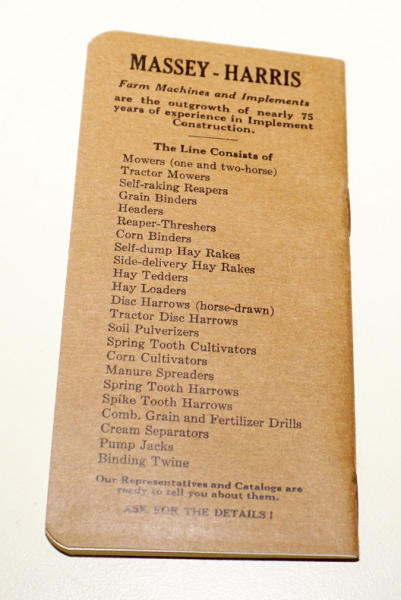 MASSEY-HARRIS
Farm Machines and Implements
are the outgrowth of nearly 75
years of experience in Implement
Construction.
The Line Consists of
Mowers (one and two-horse)
Tractor Mowers
Self-raking Reapers
Grain Binders
Headers
Reaper-Threshers
Corn Binders
Self-dump Hay Rakes
Side-delivery Hay Rakes
Hay Tedders
Hay Loaders
Disc Harrows (horse-drawn)
Tractor Disc Harrows
Soil Pulverizers
Spring Tooth Cultivators
Corn Cultivators
Manure Spreaders
Spring Tooth Harrows
Spike Tooth Harrows
Comb. Grain and Fertilizer Drills
Cream Separators
Pump Jacks
Binding Twine
Our Representatives and Catalogs are
ready to tell you about them.
ASK FOR THE DETAILS!